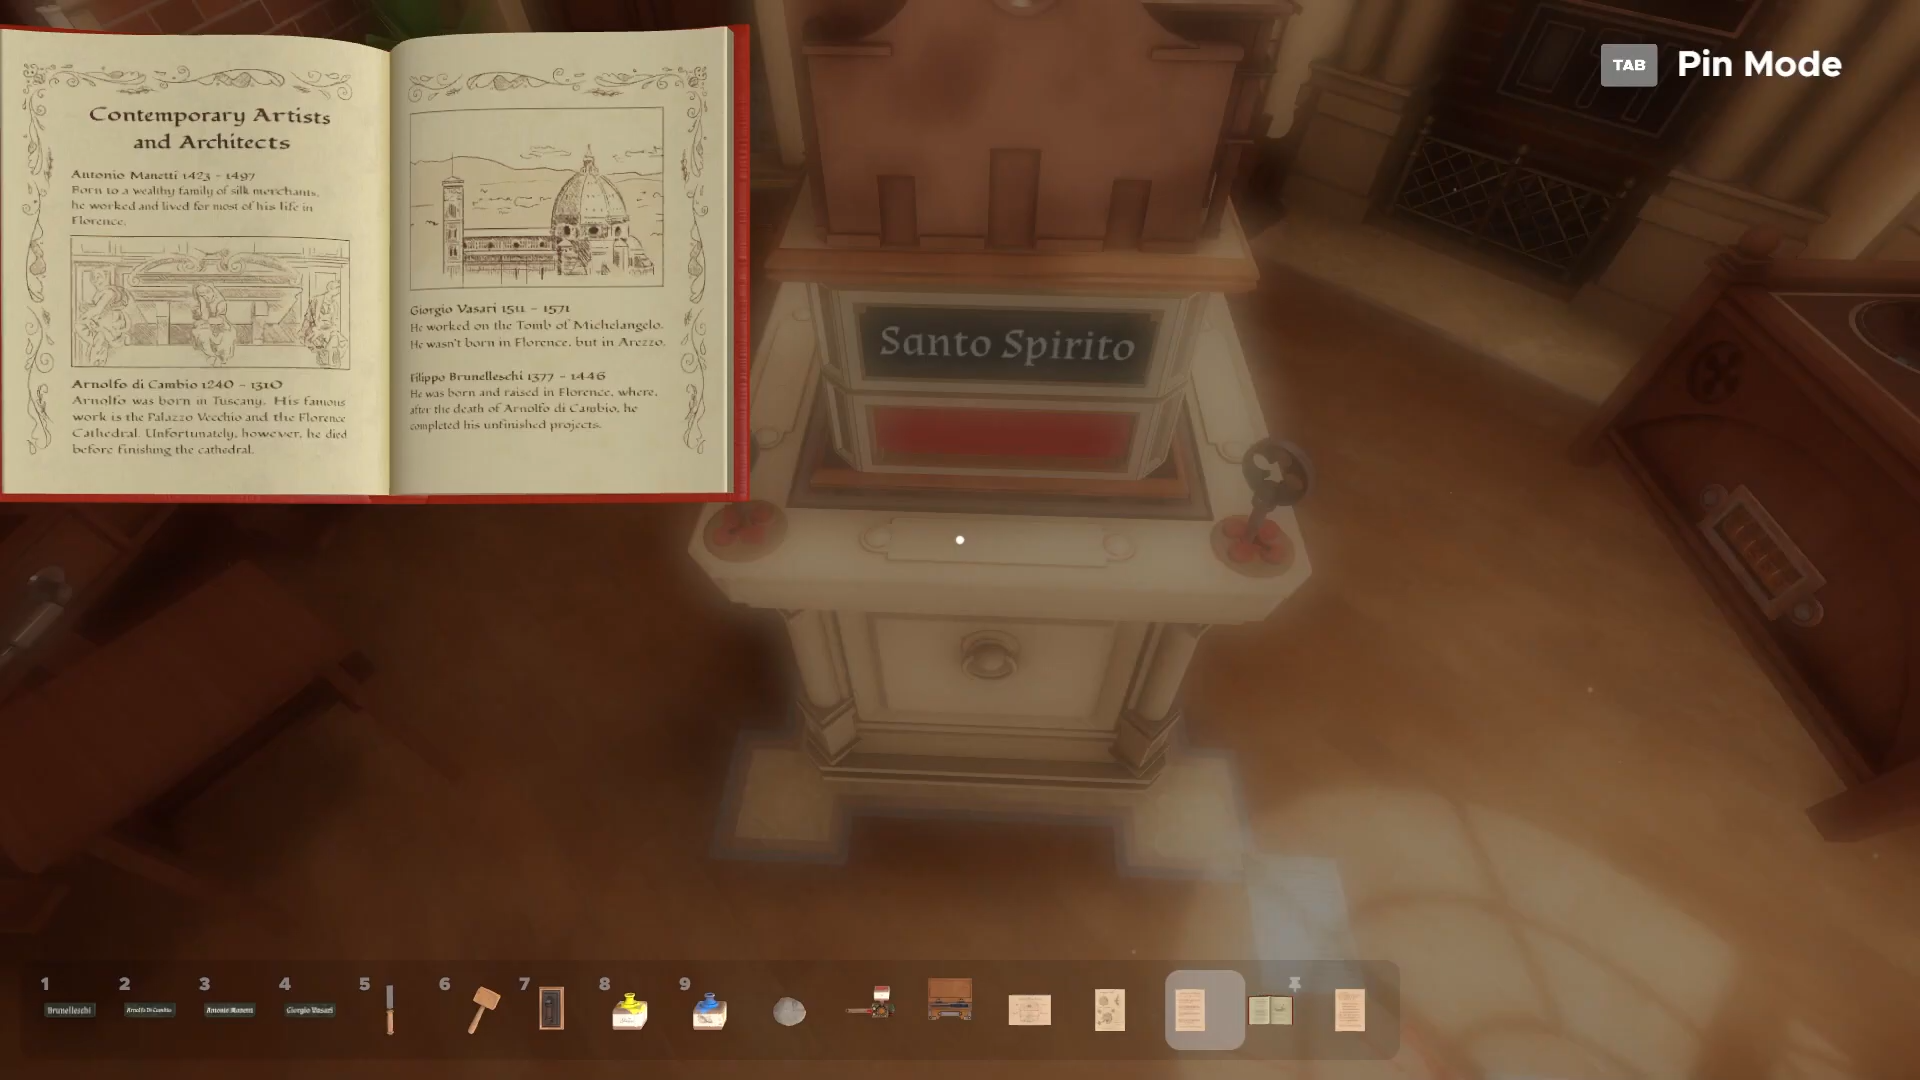 Contemporary Artists
and Architects
Antonio Manetti 1423 - 1497
Born to a wealthy family of silk merchants,
he worked and lived for most of his life in
Florence.
Arnolfo di Cambio 1240 - 1310
Arnolfo was born in Tuscany. His famous
work is the Palazzo Vecchio and the Florence
Cathedral. Unfortunately, however, he died
before finishing the cathedral.
Giorgio Vasari 1511 - 1571
He worked on the Tomb of Michelangelo.
He wasn't born in Florence, but in Arezzo.
Filippo Brunelleschi 1377 - 1446
He was born and raised in Florence, where,
after the death of Arnolfo di Cambio, he
completed his unfinished projects.
TAB Pin Mode
Santo Spirito
1 2 3 4 5 6 7 8 9
Brunelleschi Arnolfo Di Cambio Antonio Manetti Giorgio Vasari